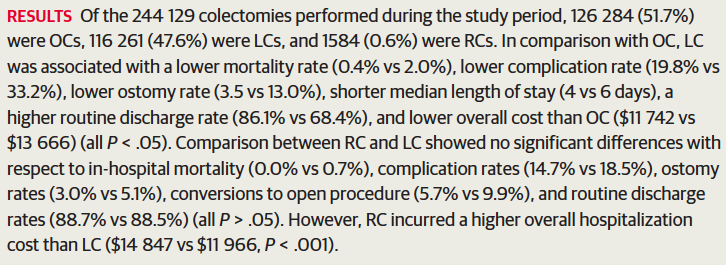 RESULTS Of the 244 129 colectomies performed during the study period, 126 284 (51.7%)
were OCs, 116 261 (47.6%) were LCs, and 1584 (0.6%) were RCs. In comparison with OC, LC
was associated with a lower mortality rate (0.4% vs 2.0%), lower complication rate (19.8% vs
33.2%), lower ostomy rate (3.5 vs 13.0%), shorter median length of stay (4 vs 6 days), a
higher routine discharge rate (86.1% vs 68.4%), and lower overall cost than OC ($11 742 vs
$13 666) (all P < .05). Comparison between RC and LC showed no significant differences with
respect to in-hospital mortality (0.0% vs 0.7%), complication rates (14.7% vs 18.5%), ostomy
rates (3.0% vs 5.1%), conversions to open procedure (5.7% vs 9.9%), and routine discharge
rates (88.7% vs 88.5%) (all P > .05). However, RC incurred a higher overall hospitalization
cost than LC ($14 847 vs $11 966, P < .001).